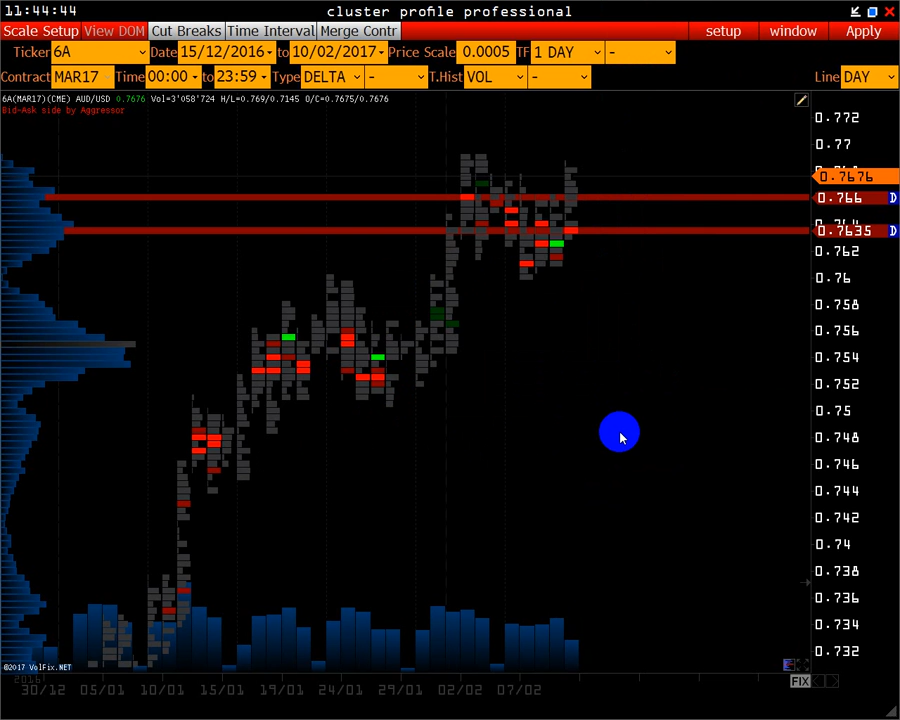 11:44:44 cluster profile professional
Scale Setup View DOM Cut Breaks Time Interval Merge Contr setup window Apply
Ticker 6A Date 15/12/2016 to 10/02/2017 Price Scale 0.0005 TF 1 DAY -
Contract MAR17 Time 00:00 to 23:59 Type DELTA - T.Hist VOL - Line DAY
6A(MAR17)(CME) AUD/USD 0.7676 Vol=3'058'724 H/L=0.769/0.7145 O/C=0.7675/0.7676
Bid-Ask side by Aggressor
0.772
0.77
0.7676
0.766 D
0.7635 D
0.762
0.76
0.758
0.756
0.754
0.752
0.75
0.748
0.746
0.744
0.742
0.74
0.738
0.736
0.734
0.732
©2017 VolFix.NET
2016 FIX
30/12 05/01 10/01 15/01 19/01 24/01 29/01 02/02 07/02